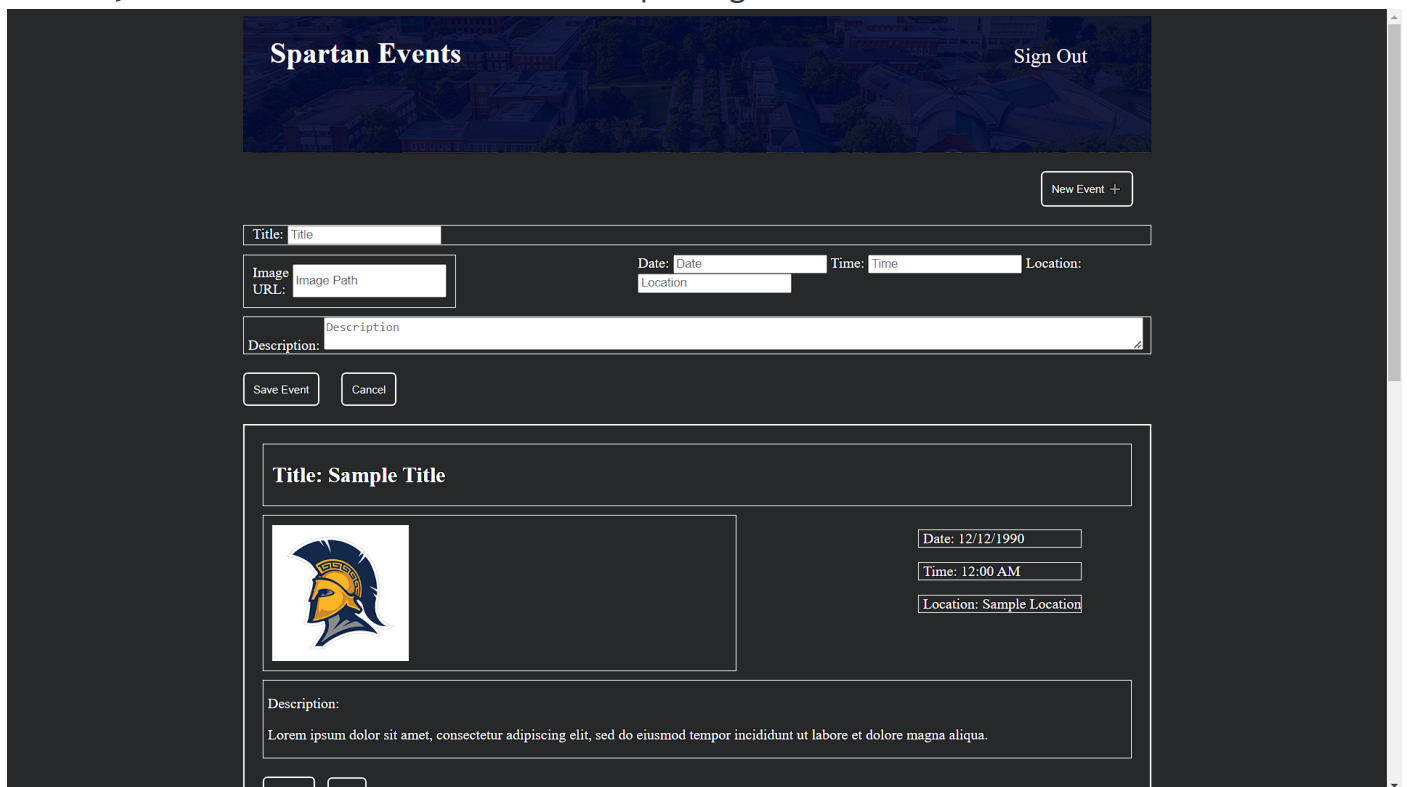 Spartan Events
Sign Out
New Event +
Title: Title
Image URL: Image Path
Date: Date Time: Time Location:
Location
Description: Description
Save Event Cancel
Title: Sample Title
Date: 12/12/1990
Time: 12:00 AM
Location: Sample Location
Description:
Lorem ipsum dolor sit amet, consectetur adipiscing elit, sed do eiusmod tempor incididunt ut labore et dolore magna aliqua.